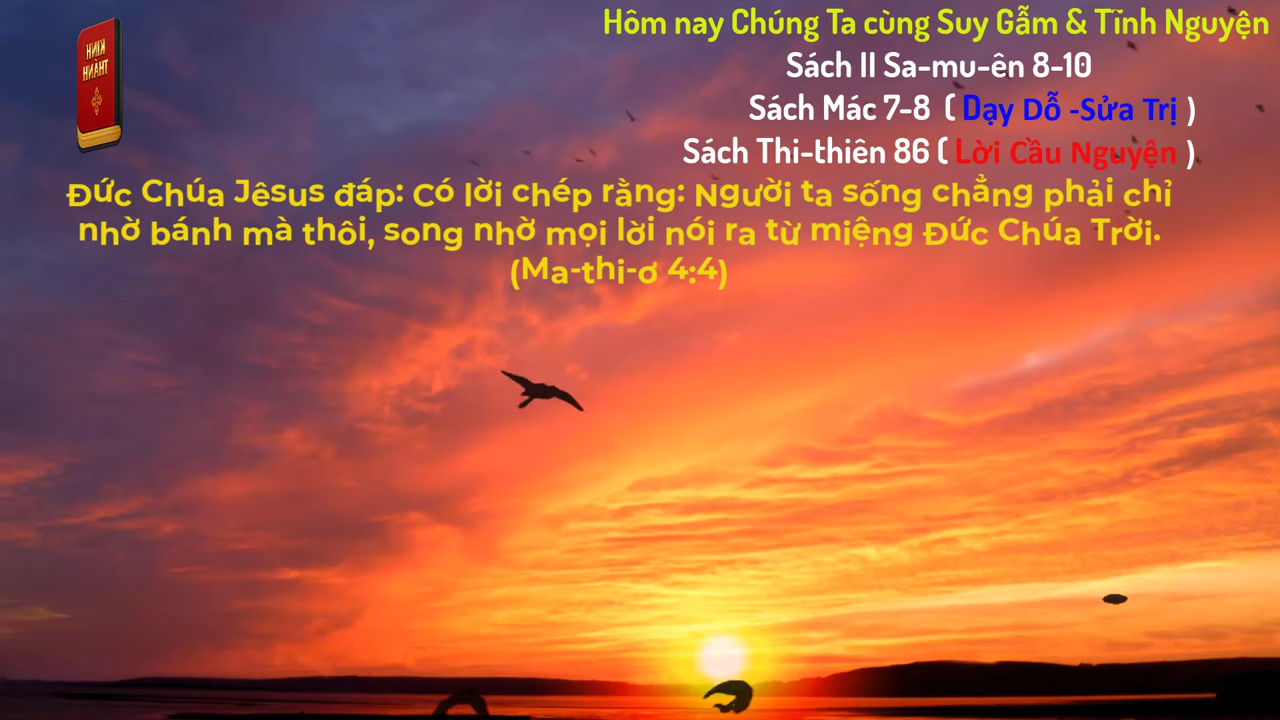 KINH
THÁNH
Hôm nay Chúng Ta cùng Suy Gẫm & Tĩnh Nguyện
Sách II Sa-mu-ên 8-10
Sách Mác 7-8 ( Dạy Dỗ -Sửa Trị )
Sách Thi-thiên 86 ( Lời Cầu Nguyện )
Đức Chúa Jêsus đáp: Có lời chép rằng: Người ta sống chẳng phải chỉ
nhờ bánh mà thôi, song nhờ mọi lời nói ra từ miệng Đức Chúa Trời.
(Ma-thi-ơ 4:4)